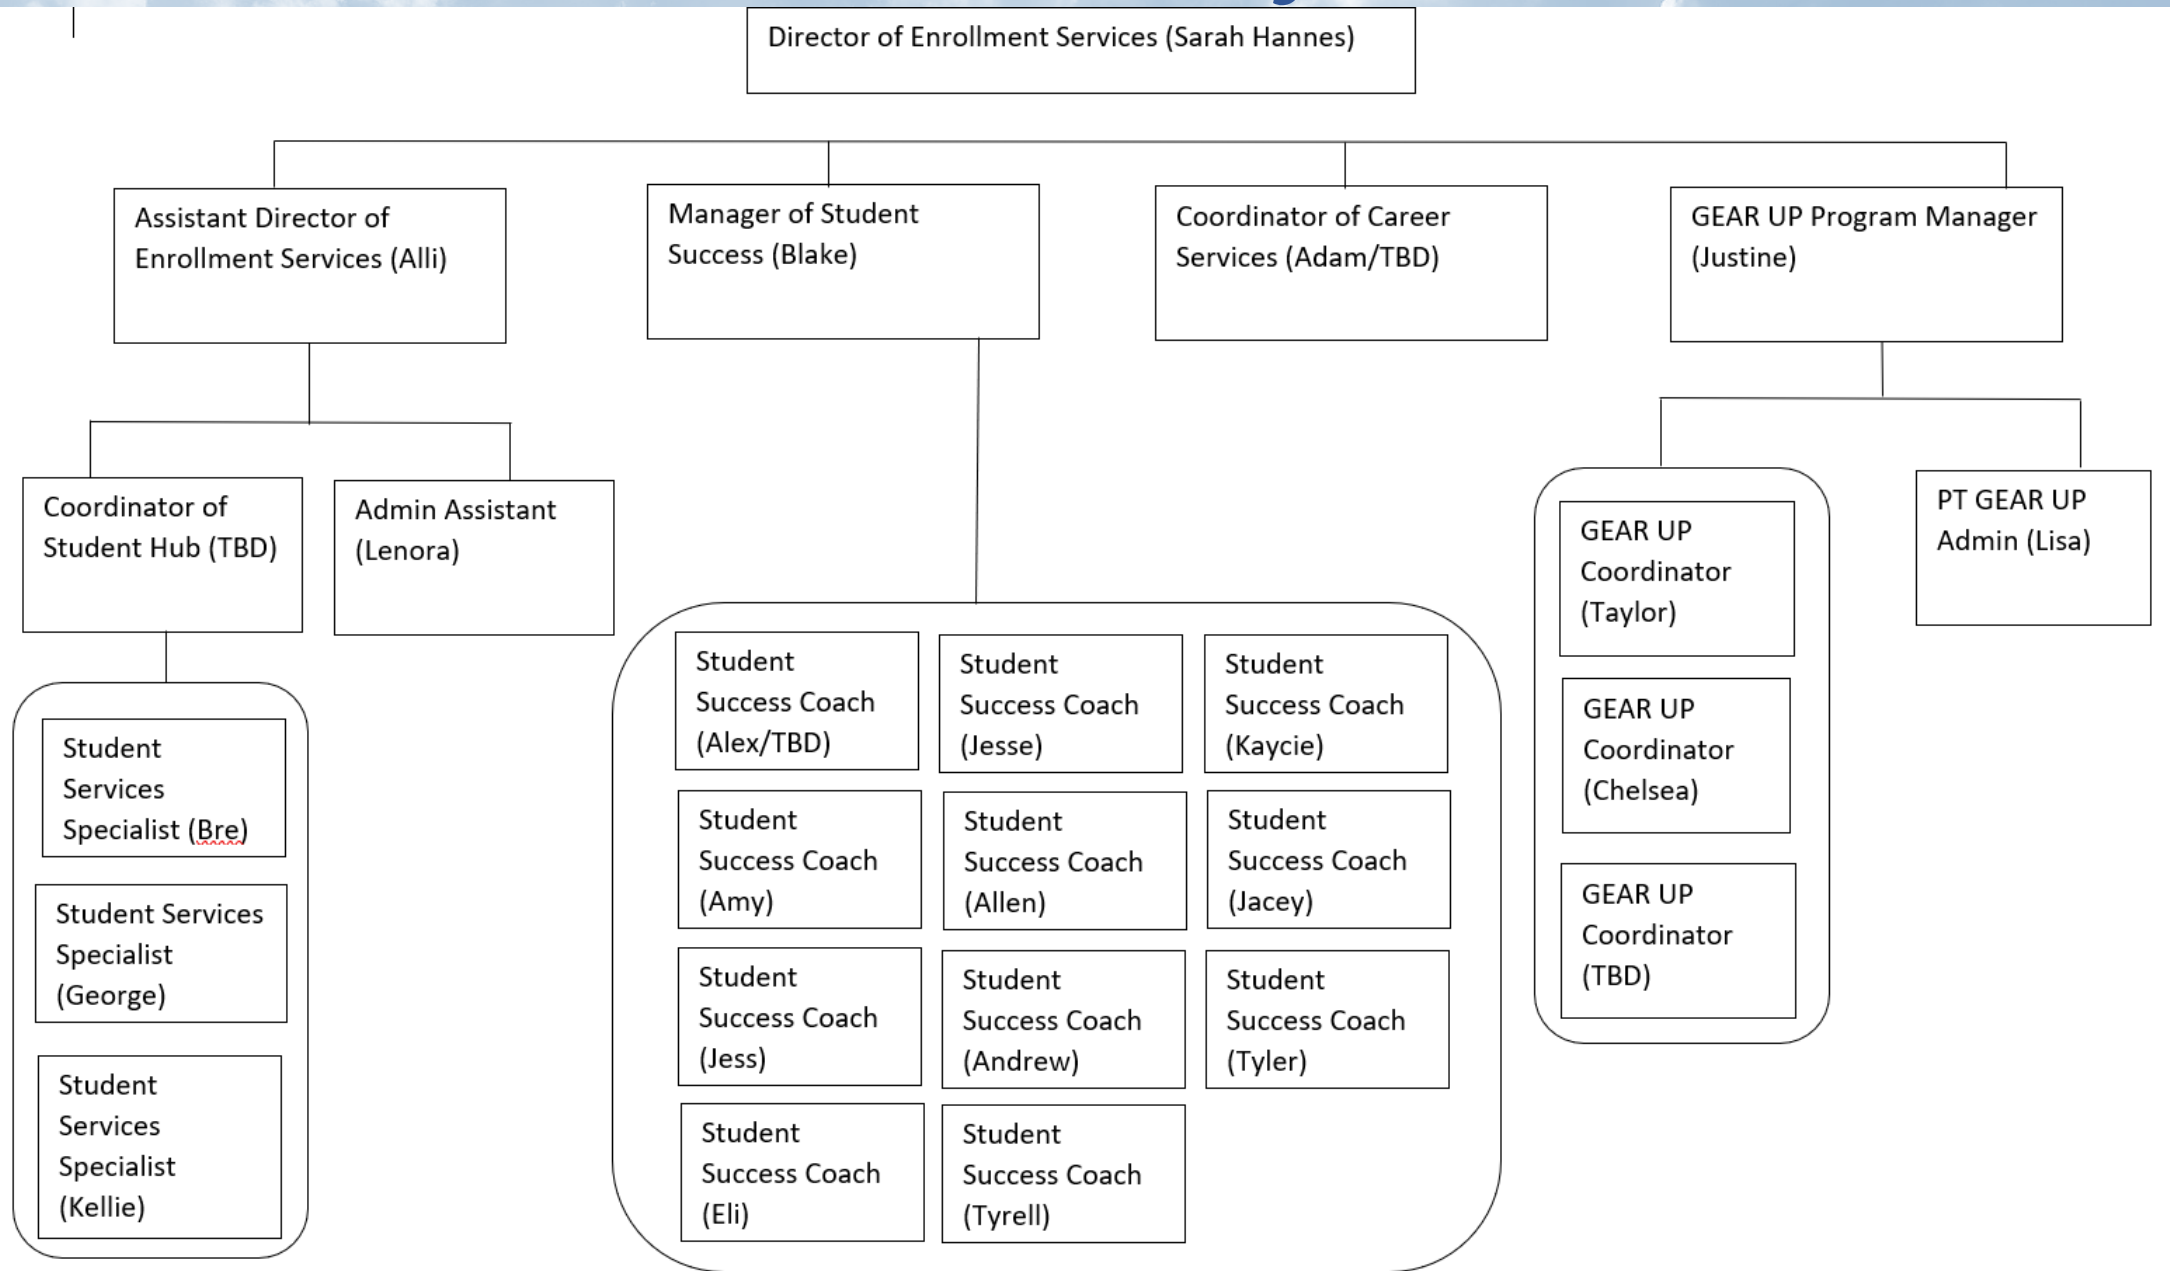 Director of Enrollment Services (Sarah Hannes)
Assistant Director of
Enrollment Services (Alli)
Manager of Student
Success (Blake)
Coordinator of Career
Services (Adam/TBD)
GEAR UP Program Manager
(Justine)
Coordinator of
Student Hub (TBD)
Admin Assistant
(Lenora)
Student
Services
Specialist (Bre)
Student Services
Specialist
(George)
Student
Services
Specialist
(Kellie)
Student
Success Coach
(Alex/TBD)
Student
Success Coach
(Jesse)
Student
Success Coach
(Kaycie)
Student
Success Coach
(Amy)
Student
Success Coach
(Allen)
Student
Success Coach
(Jacey)
Student
Success Coach
(Jess)
Student
Success Coach
(Andrew)
Student
Success Coach
(Tyler)
Student
Success Coach
(Eli)
Student
Success Coach
(Tyrell)
GEAR UP
Coordinator
(Taylor)
GEAR UP
Coordinator
(Chelsea)
GEAR UP
Coordinator
(TBD)
PT GEAR UP
Admin (Lisa)